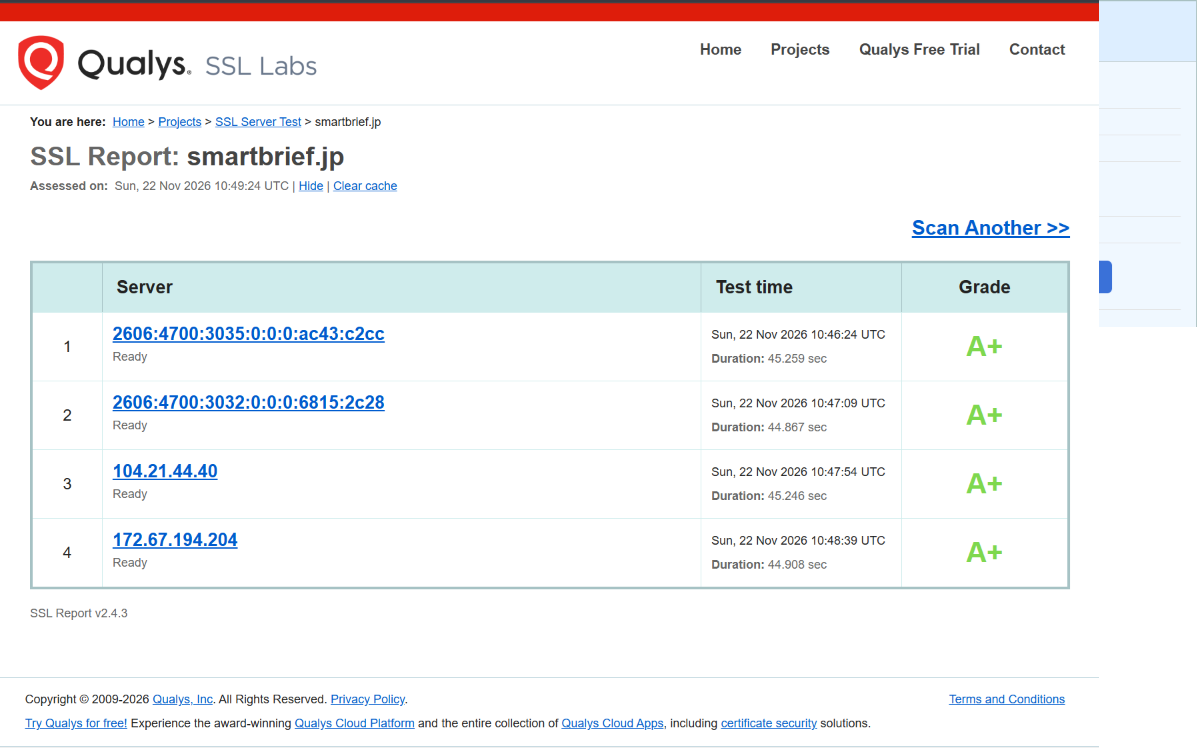 Qualys. SSL Labs
Home Projects Qualys Free Trial Contact
You are here: Home > Projects > SSL Server Test > smartbrief.jp
SSL Report: smartbrief.jp
Assessed on: Sun, 22 Nov 2026 10:49:24 UTC | Hide | Clear cache
Scan Another >>
Server Test time Grade
1 2606:4700:3035:0:0:0:ac43:c2cc Sun, 22 Nov 2026 10:46:24 UTC A+
Ready Duration: 45.259 sec
2 2606:4700:3032:0:0:0:6815:2c28 Sun, 22 Nov 2026 10:47:09 UTC A+
Ready Duration: 44.867 sec
3 104.21.44.40 Sun, 22 Nov 2026 10:47:54 UTC A+
Ready Duration: 45.246 sec
4 172.67.194.204 Sun, 22 Nov 2026 10:48:39 UTC A+
Ready Duration: 44.908 sec
SSL Report v2.4.3
Copyright © 2009-2026 Qualys, Inc. All Rights Reserved. Privacy Policy. Terms and Conditions
Try Qualys for free! Experience the award-winning Qualys Cloud Platform and the entire collection of Qualys Cloud Apps, including certificate security solutions.